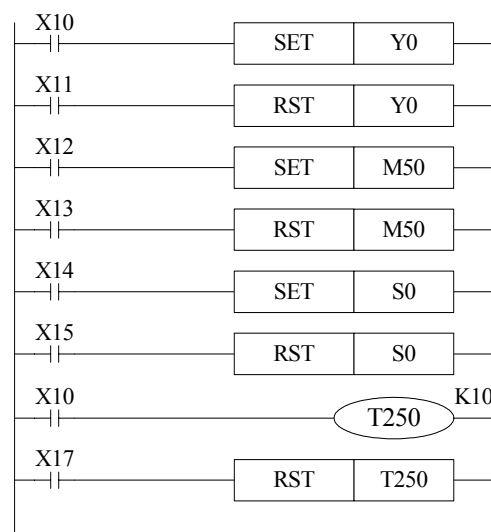 X10
SET Y0
X11
RST Y0
X12
SET M50
X13
RST M50
X14
SET S0
X15
RST S0
X10 K10
T250
X17
RST T250